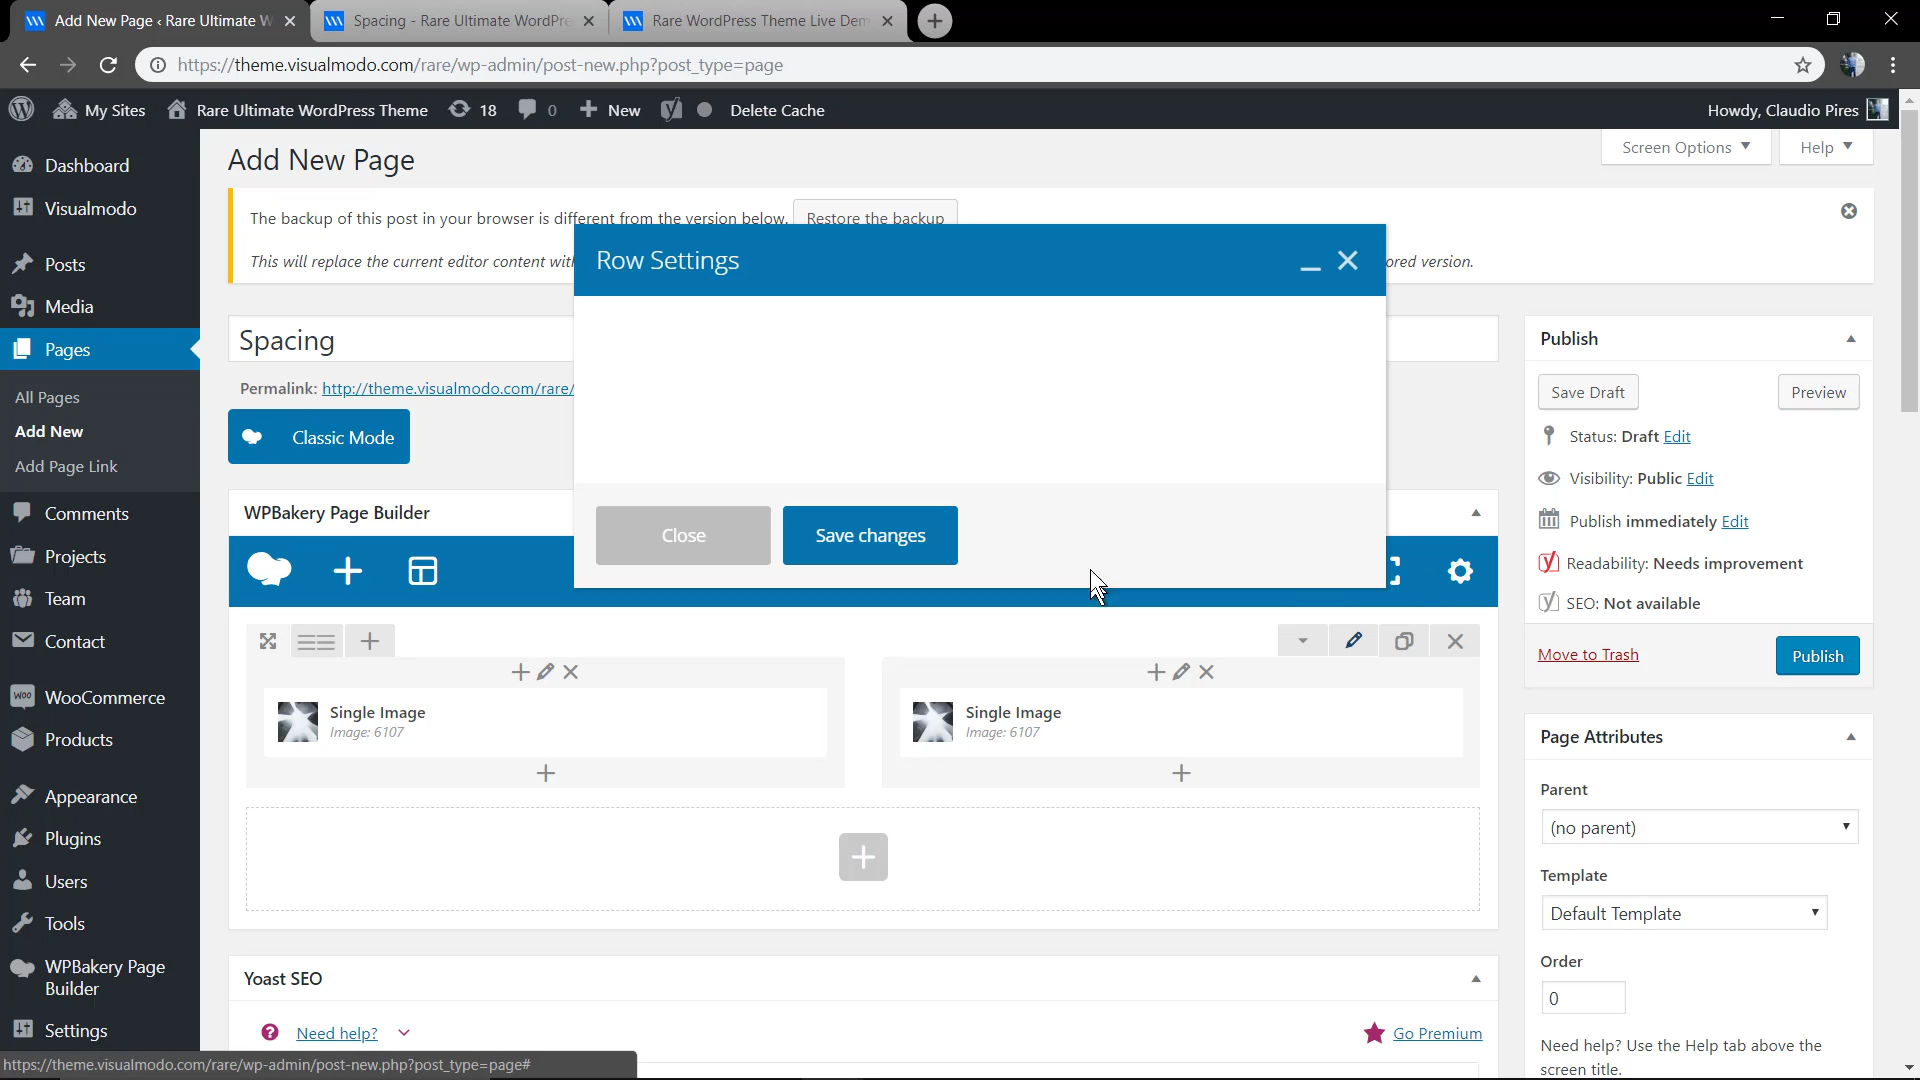 Add New Page ‹ Rare Ultimate W
Spacing - Rare Ultimate WordPre
Rare WordPress Theme Live Dem
https://theme.visualmodo.com/rare/wp-admin/post-new.php?post_type=page
My Sites
Rare Ultimate WordPress Theme
18
0
New
Delete Cache
Howdy, Claudio Pires
Dashboard
Visualmodo
Posts
Media
Pages
All Pages
Add New
Add Page Link
Comments
Projects
Team
Contact
WooCommerce
Products
Appearance
Plugins
Users
Tools
WPBakery Page
Builder
Settings
Add New Page
Screen Options
Help
The backup of this post in your browser is different from the version below.
Restore the backup
This will replace the current editor content with
ored version.
Row Settings
Close
Save changes
Spacing
Permalink: http://theme.visualmodo.com/rare/
Classic Mode
WPBakery Page Builder
Single Image
Image: 6107
Single Image
Image: 6107
Yoast SEO
Need help?
Go Premium
Publish
Save Draft
Preview
Status: Draft Edit
Visibility: Public Edit
Publish immediately Edit
Readability: Needs improvement
SEO: Not available
Move to Trash
Publish
Page Attributes
Parent
(no parent)
Template
Default Template
Order
0
Need help? Use the Help tab above the
screen title.
https://theme.visualmodo.com/rare/wp-admin/post-new.php?post_type=page#